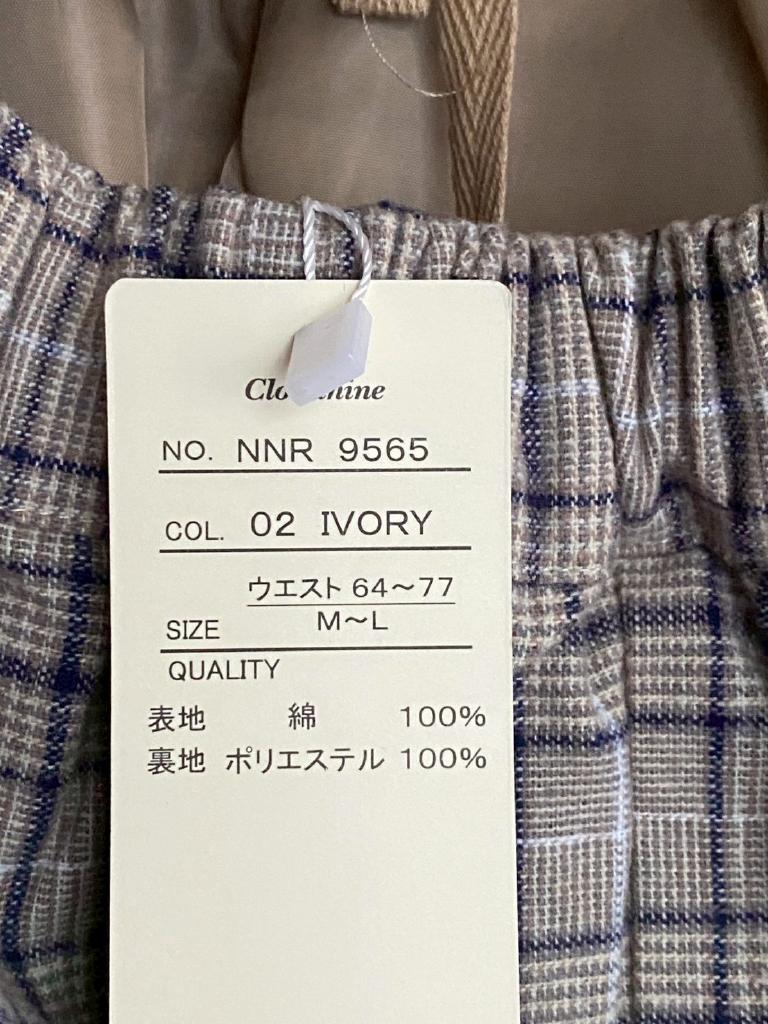 NO. NNR 9565
COL. 02 IVORY
ウエスト 64～77
SIZE M～L
QUALITY
表地 綿 100%
裏地 ポリエステル 100%